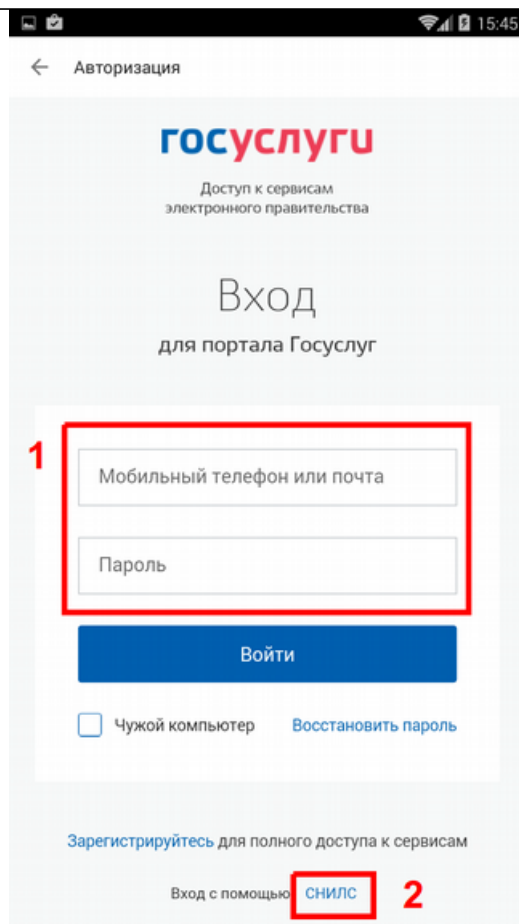 15:45
Авторизация
госуслуги
Доступ к сервисам
электронного правительства
Вход
для портала Госуслуг
1
Мобильный телефон или почта
Пароль
Войти
Чужой компьютер Восстановить пароль
Зарегистрируйтесь для полного доступа к сервисам
Вход с помощью СНИЛС 2